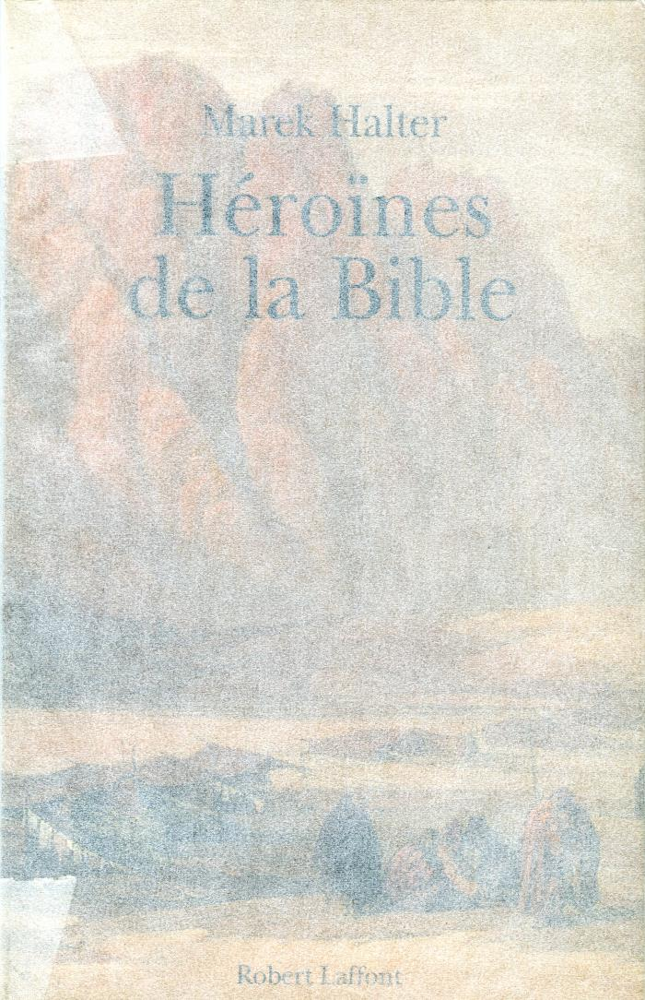 Marek Halter
Héroïnes
de la Bible
Robert Laffont